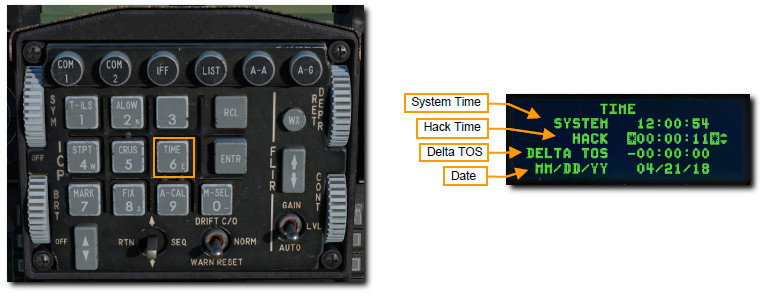 COM 1
COM 2
IFF
LIST
A-A
A-G
SYM
T-ILS 1
ALOW 2 N
3
RCL
WX
RET DEPR
OFF
ICP
STPT 4 W
CRUS 5
TIME 6 E
ENTR
FLIR
BRT
MARK 7
FIX 8 S
A-CAL 9
M-SEL 0 -
CONT
OFF
RTN
SEQ
DRIFT C/O
NORM
WARN RESET
GAIN
LVL
AUTO
System Time
Hack Time
Delta TOS
Date
TIME
SYSTEM 12:00:54
HACK *00:00:11*
DELTA TOS -00:00:00
MM/DD/YY 04/21/18